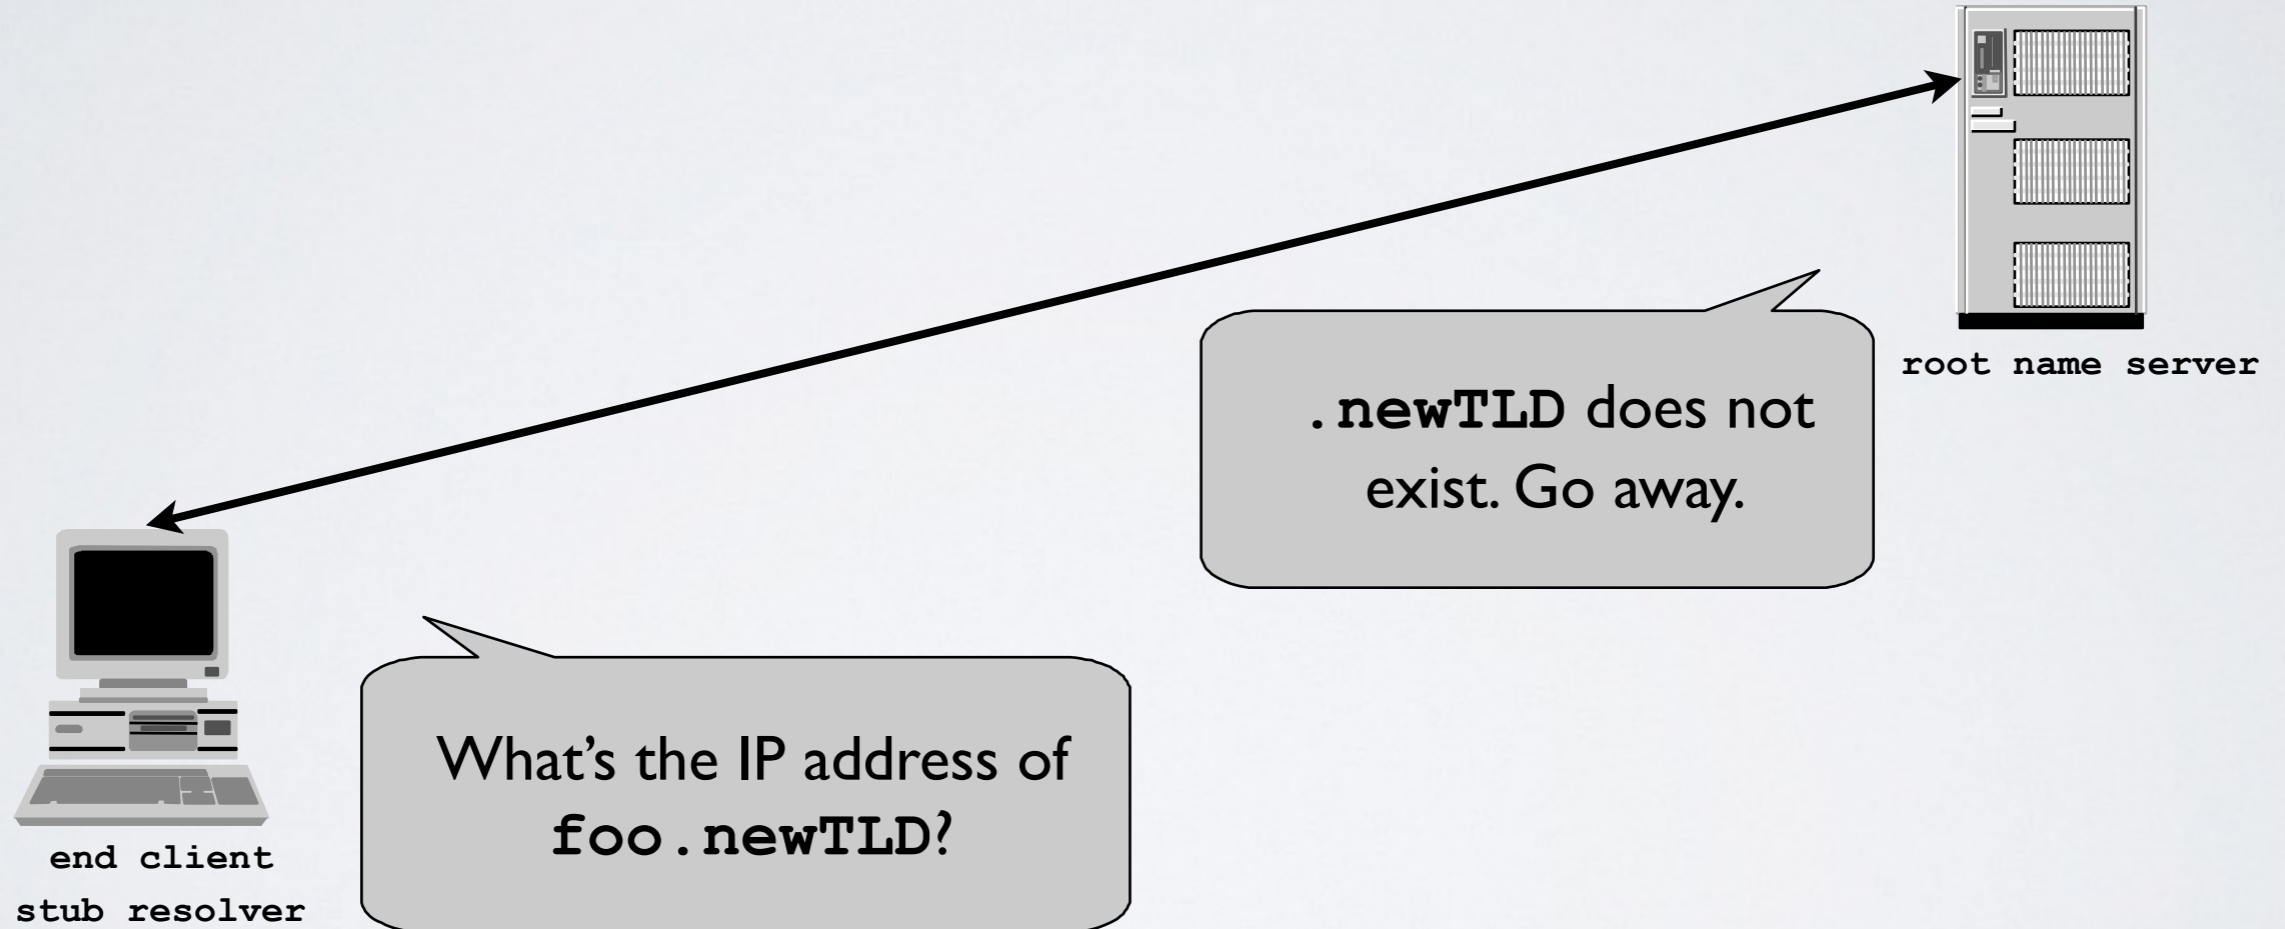 root name server
.newTLD does not
exist. Go away.
What's the IP address of
foo.newTLD?
end client
stub resolver